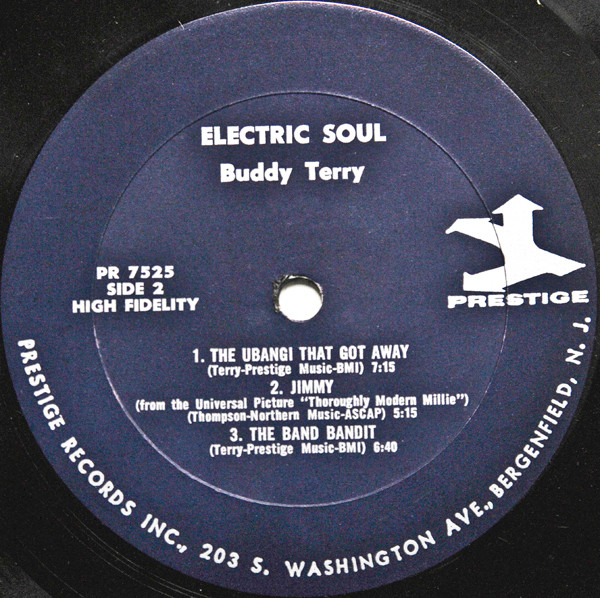 ELECTRIC SOUL
Buddy Terry
PR 7525
SIDE 2
HIGH FIDELITY
PRESTIGE
1. THE UBANGI THAT GOT AWAY
(Terry-Prestige Music-BMI) 7:15
2. JIMMY
(from the Universal Picture "Thoroughly Modern Millie")
(Thompson-Northern Music-ASCAP) 5:15
3. THE BAND BANDIT
(Terry-Prestige Music-BMI) 6:40
PRESTIGE RECORDS INC., 203 S. WASHINGTON AVE., BERGENFIELD, N. J.